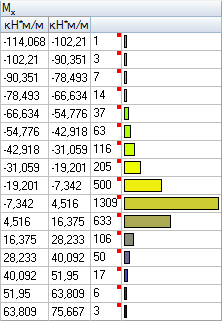 Mx
кН*м/м кН*м/м
-114,068 -102,21 1
-102,21 -90,351 3
-90,351 -78,493 7
-78,493 -66,634 14
-66,634 -54,776 37
-54,776 -42,918 63
-42,918 -31,059 116
-31,059 -19,201 205
-19,201 -7,342 500
-7,342 4,516 1309
4,516 16,375 633
16,375 28,233 106
28,233 40,092 50
40,092 51,95 17
51,95 63,809 6
63,809 75,667 3